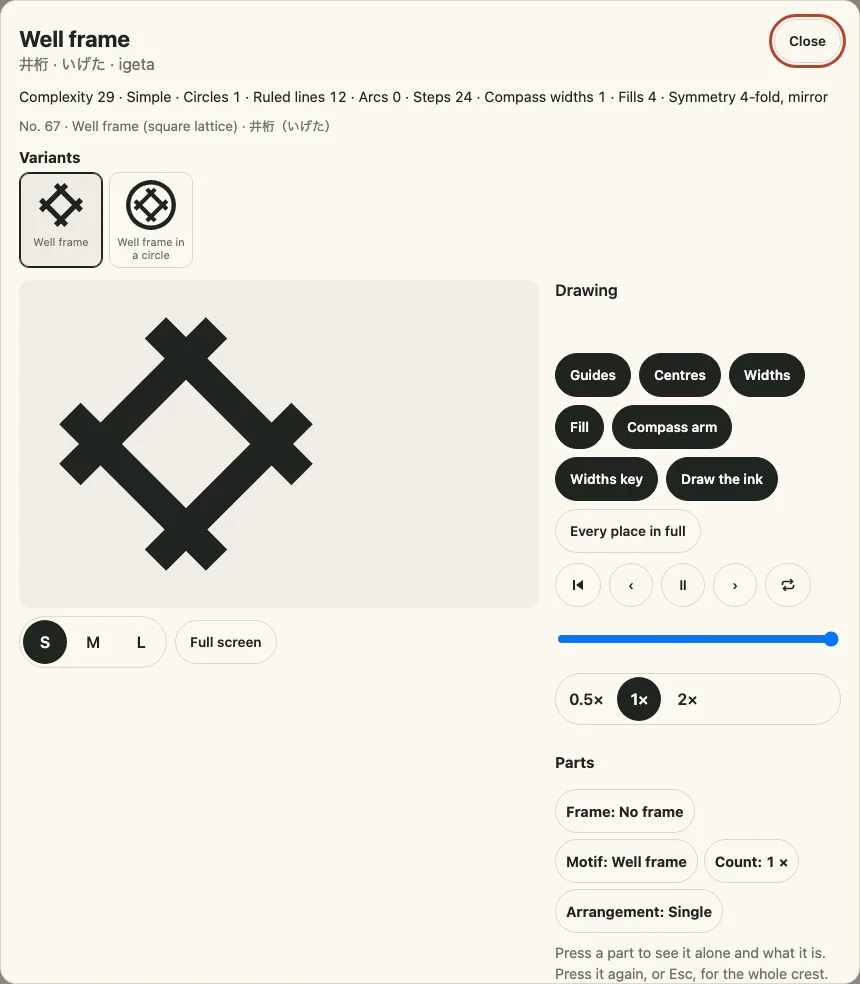 Well frame
Close
井桁 · いげた · igeta
Complexity 29 · Simple · Circles 1 · Ruled lines 12 · Arcs 0 · Steps 24 · Compass widths 1 · Fills 4 · Symmetry 4-fold, mirror
No. 67 · Well frame (square lattice) · 井桁（いげた）
Variants
Well frame
Well frame in
a circle
Drawing
Guides
Centres
Widths
Fill
Compass arm
Widths key
Draw the ink
Every place in full
S
M
L
Full screen
0.5×
1×
2×
Parts
Frame: No frame
Motif: Well frame
Count: 1 ×
Arrangement: Single
Press a part to see it alone and what it is.
Press it again, or Esc, for the whole crest.